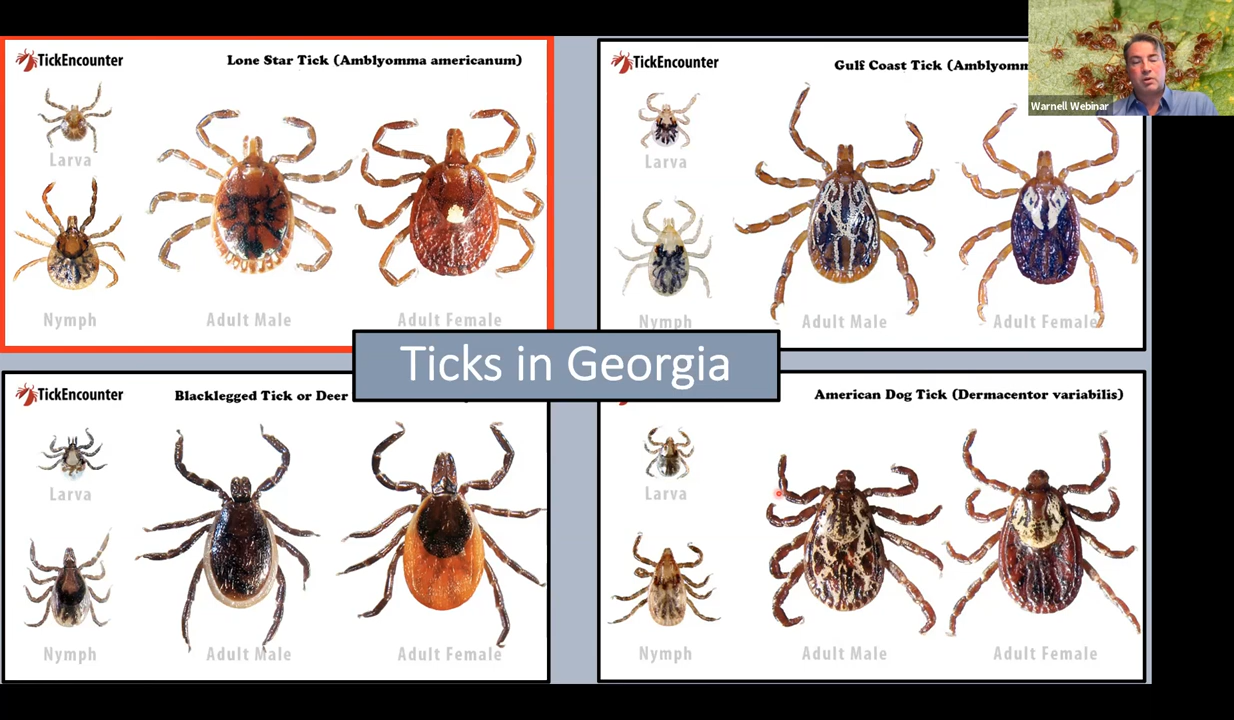 TickEncounter
Lone Star Tick (Amblyomma americanum)
Larva
Nymph
Adult Male
Adult Female
TickEncounter
Gulf Coast Tick (Amblyomm
Larva
Nymph
Adult Male
Adult Female
Warnell Webinar
Ticks in Georgia
TickEncounter
Blacklegged Tick or Deer
Larva
Nymph
Adult Male
Adult Female
American Dog Tick (Dermacentor variabilis)
Larva
Nymph
Adult Male
Adult Female